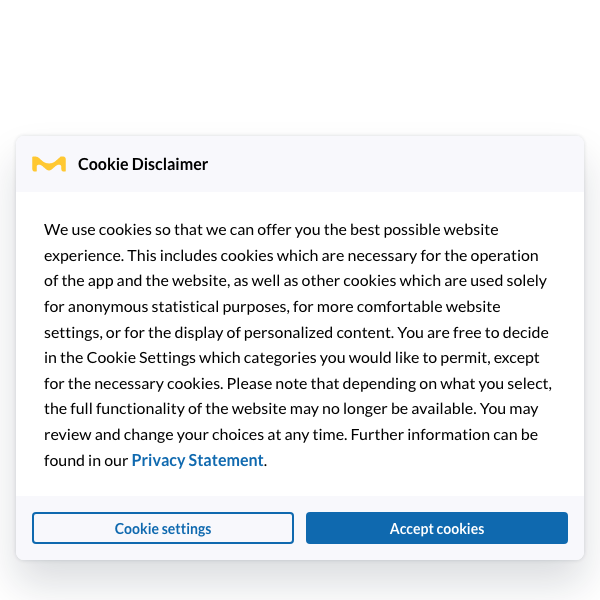 Cookie Disclaimer
We use cookies so that we can offer you the best possible website
experience. This includes cookies which are necessary for the operation
of the app and the website, as well as other cookies which are used solely
for anonymous statistical purposes, for more comfortable website
settings, or for the display of personalized content. You are free to decide
in the Cookie Settings which categories you would like to permit, except
for the necessary cookies. Please note that depending on what you select,
the full functionality of the website may no longer be available. You may
review and change your choices at any time. Further information can be
found in our Privacy Statement.
Cookie settings
Accept cookies